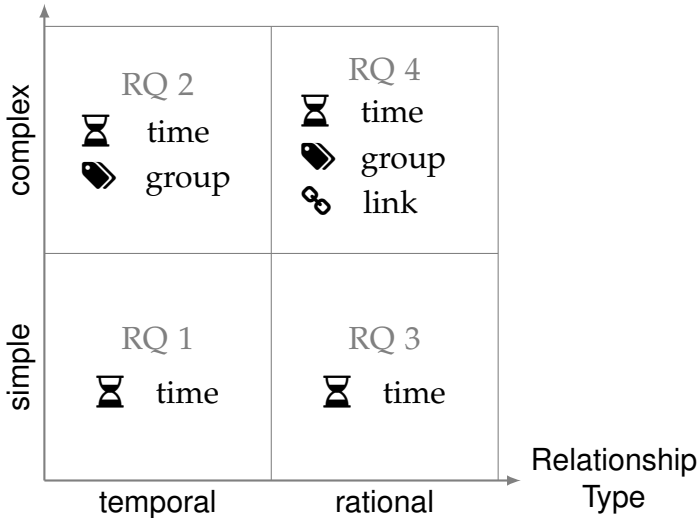 complex
RQ 2
time
group
RQ 4
time
group
link
simple
RQ 1
time
RQ 3
time
temporal
rational
Relationship
Type